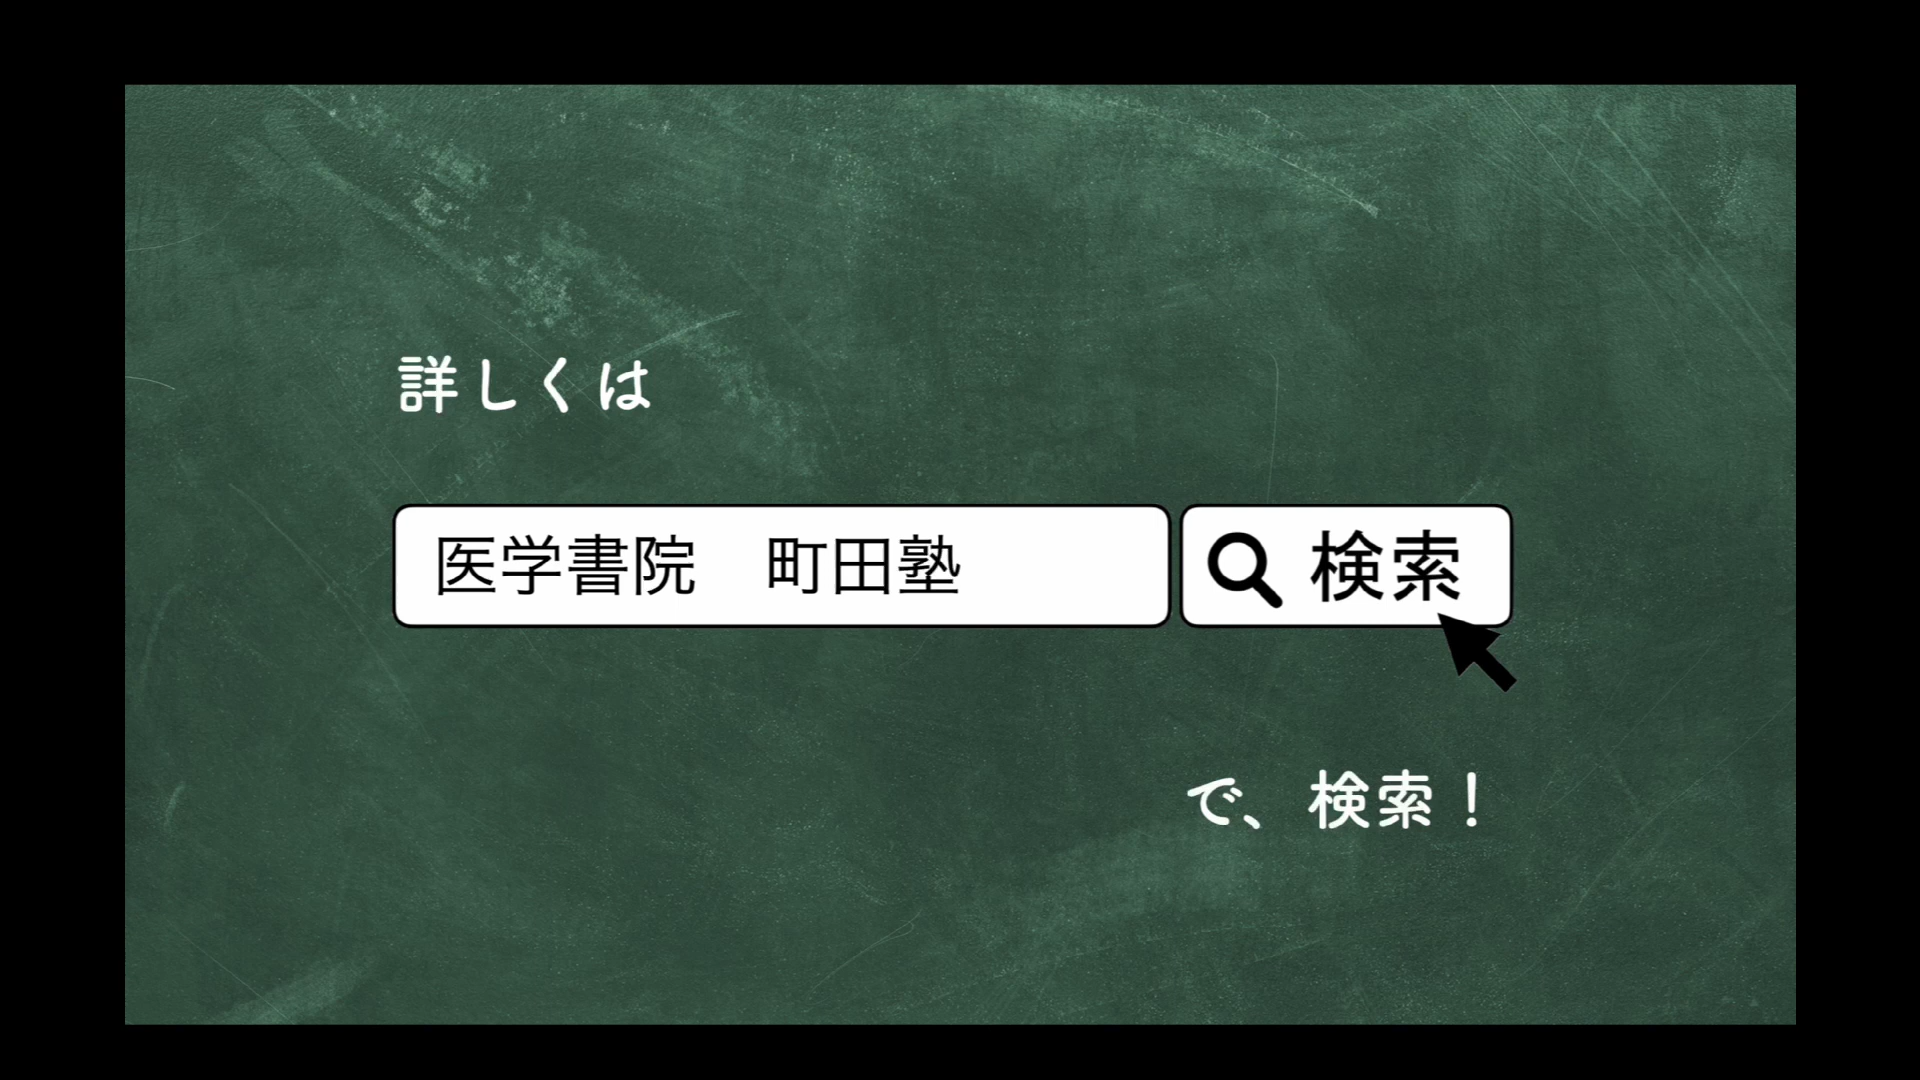 詳しくは
医学書院　町田塾
検索
で、検索！